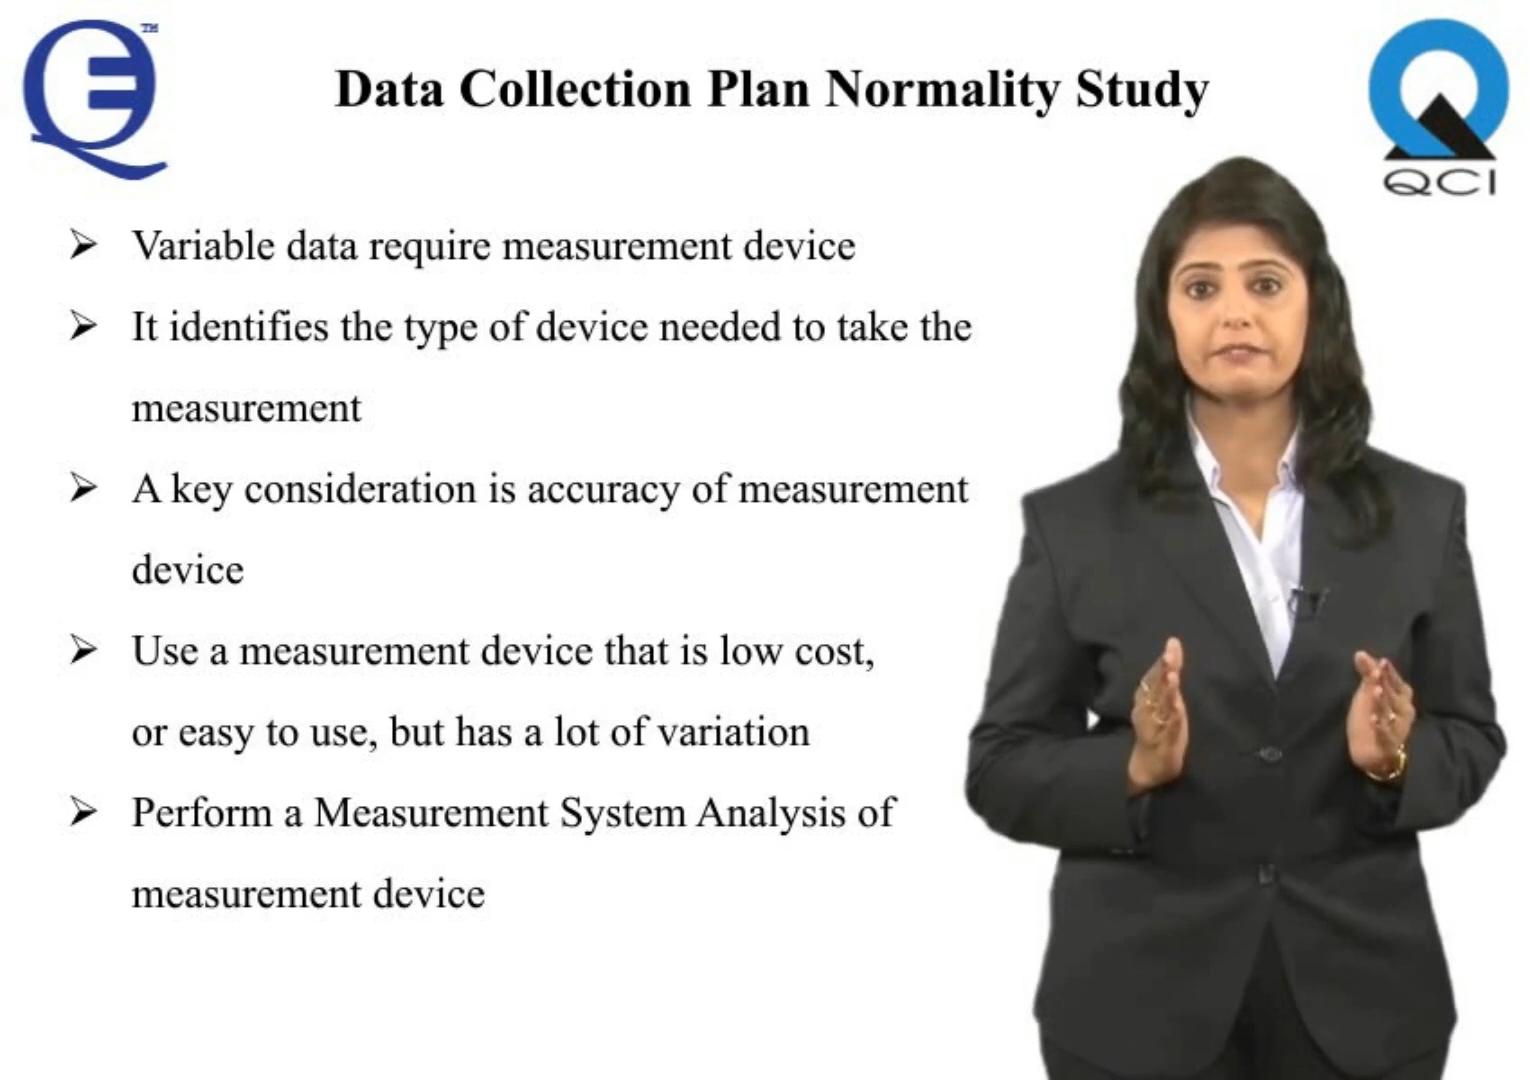 TM
Data Collection Plan Normality Study
QCI
Variable data require measurement device
It identifies the type of device needed to take the
measurement
A key consideration is accuracy of measurement
device
Use a measurement device that is low cost,
or easy to use, but has a lot of variation
Perform a Measurement System Analysis of
measurement device